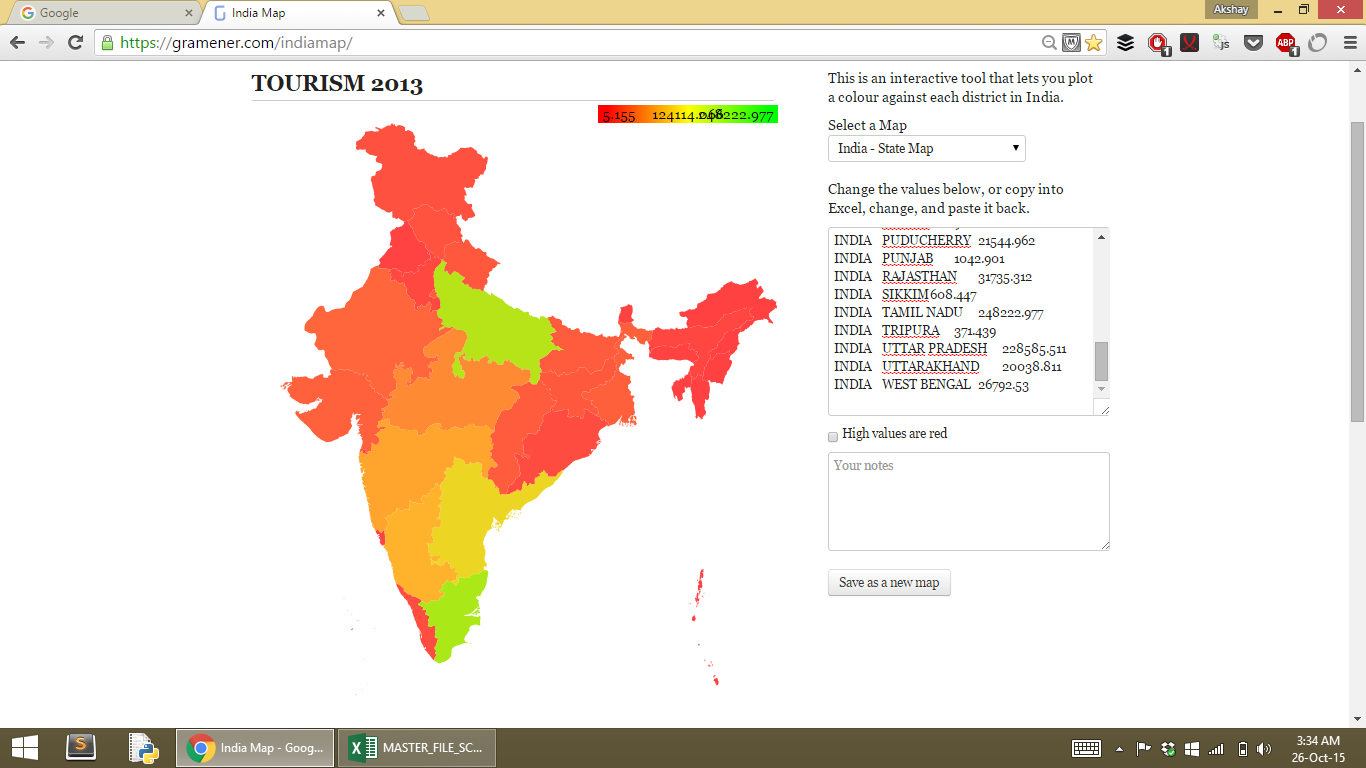 Google
India Map
Akshay
https://gramener.com/indiamap/
TOURISM 2013
5.155 124114.066 248222.977
This is an interactive tool that lets you plot
a colour against each district in India.
Select a Map
India - State Map
Change the values below, or copy into
Excel, change, and paste it back.
INDIA PUDUCHERRY 21544.962
INDIA PUNJAB 1042.901
INDIA RAJASTHAN 31735.312
INDIA SIKKIM 608.447
INDIA TAMIL NADU 248222.977
INDIA TRIPURA 371.439
INDIA UTTAR PRADESH 228585.511
INDIA UTTARAKHAND 20038.811
INDIA WEST BENGAL 26792.53
High values are red
Your notes
Save as a new map
India Map - Goog...
MASTER_FILE_SC...
3:34 AM
26-Oct-15